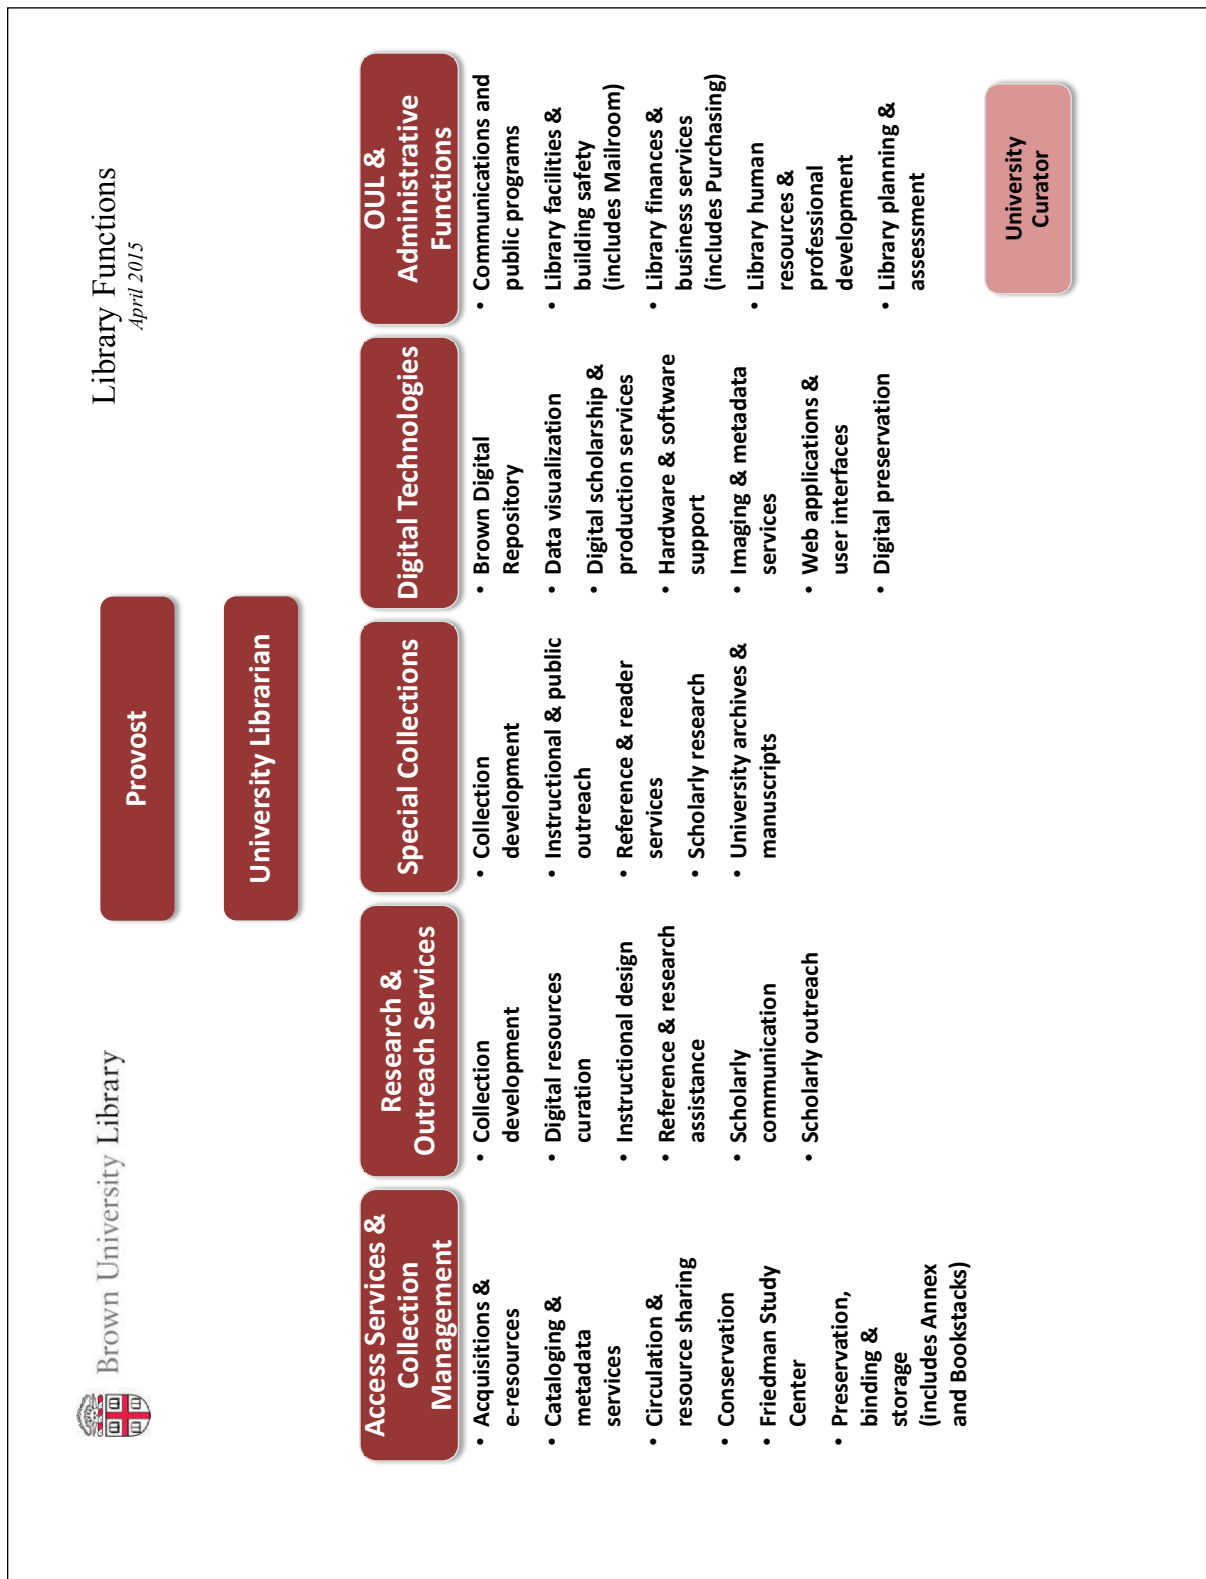 Brown University Library
Library Functions
April 2015
Provost
University Librarian
Access Services &
Collection
Management
• Acquisitions &
e-resources
• Cataloging &
metadata
services
• Circulation &
resource sharing
• Conservation
• Friedman Study
Center
• Preservation,
binding &
storage
(includes Annex
and Bookstacks)
Research &
Outreach Services
• Collection
development
• Digital resources
curation
• Instructional design
• Reference & research
assistance
• Scholarly
communication
• Scholarly outreach
Special Collections
• Collection
development
• Instructional & public
outreach
• Reference & reader
services
• Scholarly research
• University archives &
manuscripts
Digital Technologies
• Brown Digital
Repository
• Data visualization
• Digital scholarship &
production services
• Hardware & software
support
• Imaging & metadata
services
• Web applications &
user interfaces
• Digital preservation
OUL &
Administrative
Functions
• Communications and
public programs
• Library facilities &
building safety
(includes Mailroom)
• Library finances &
business services
(includes Purchasing)
• Library human
resources &
professional
development
• Library planning &
assessment
University
Curator